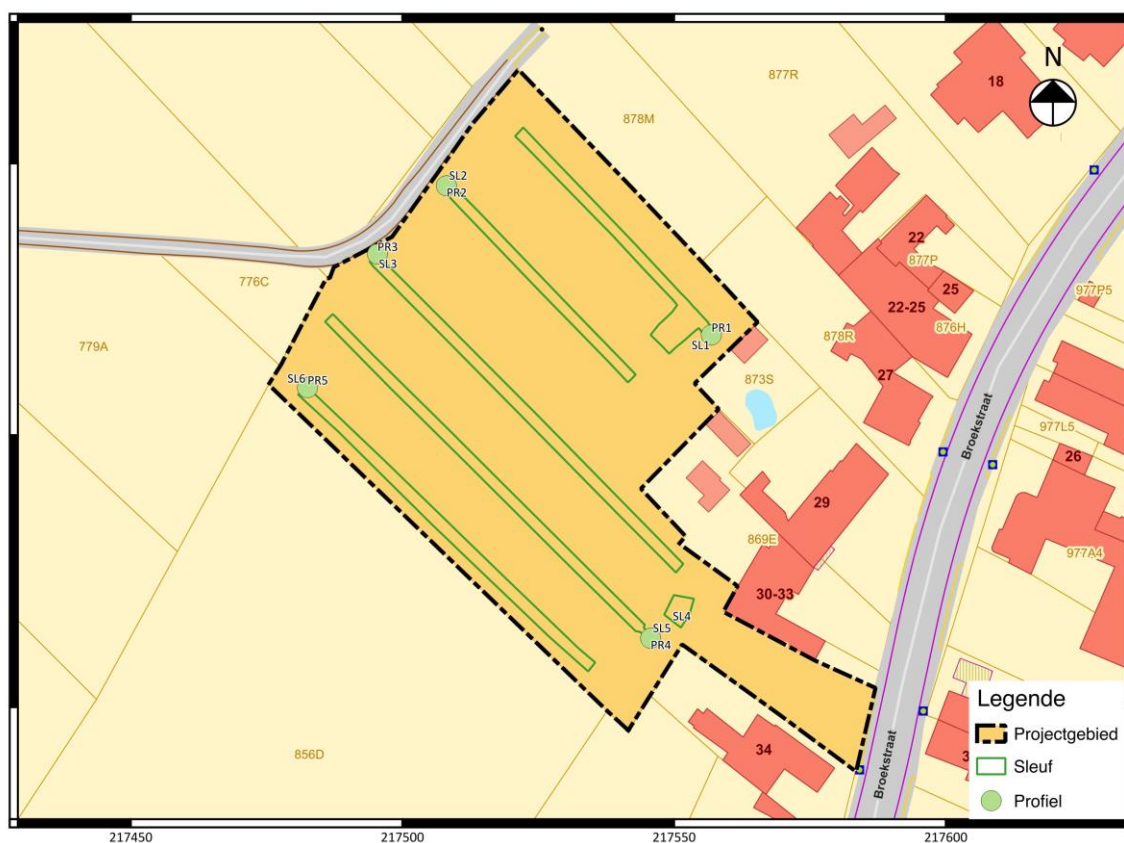 N
18
877R
878M
SL2
PR2
22
877P
25
977P5
PR3
SL3
776C
22-25
876H
PR1
878R
779A
SL1
27
873S
SL6
PR5
Broekstraat
977L5
26
29
869E
977A4
30-33
SL4
SL5
PR4
Legende
Projectgebied
856D
34
Sleuf
Broekstraat
3
Profiel
217450
217500
217550
217600